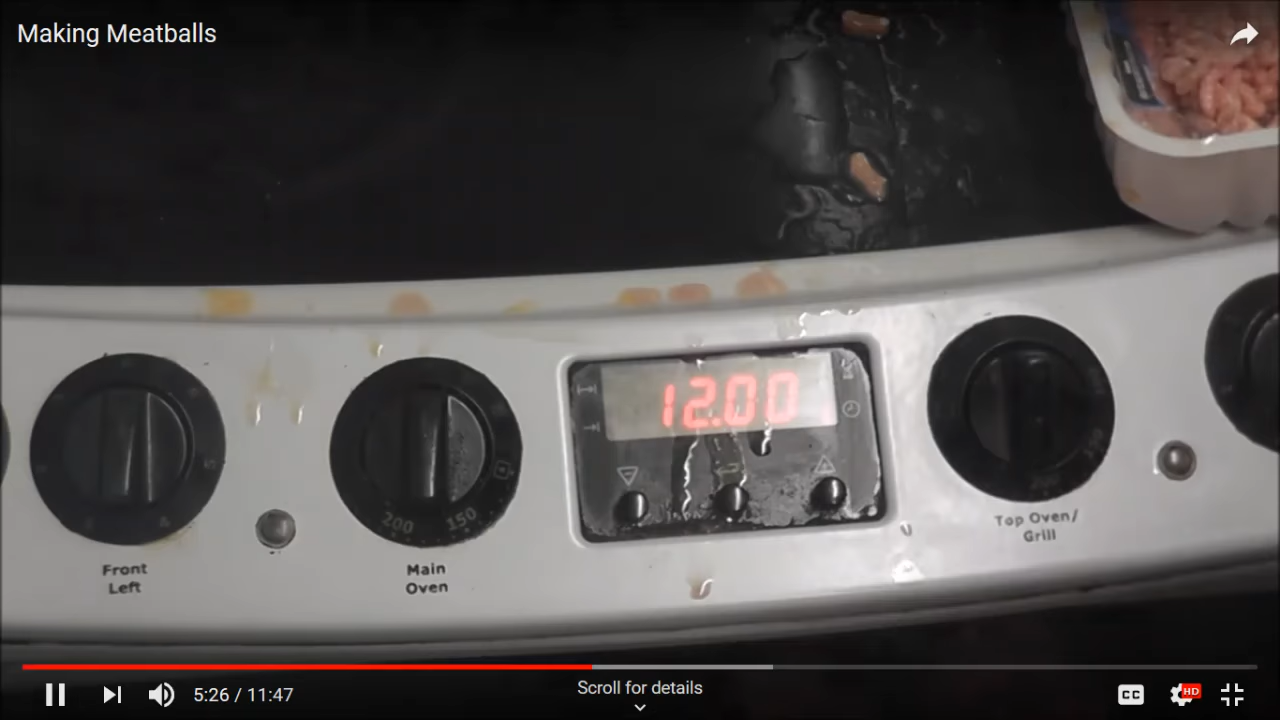 Making Meatballs
12.00
200
150
Front
Left
Main
Oven
Top Oven/
Grill
5:26 / 11:47
Scroll for details
CC
HD